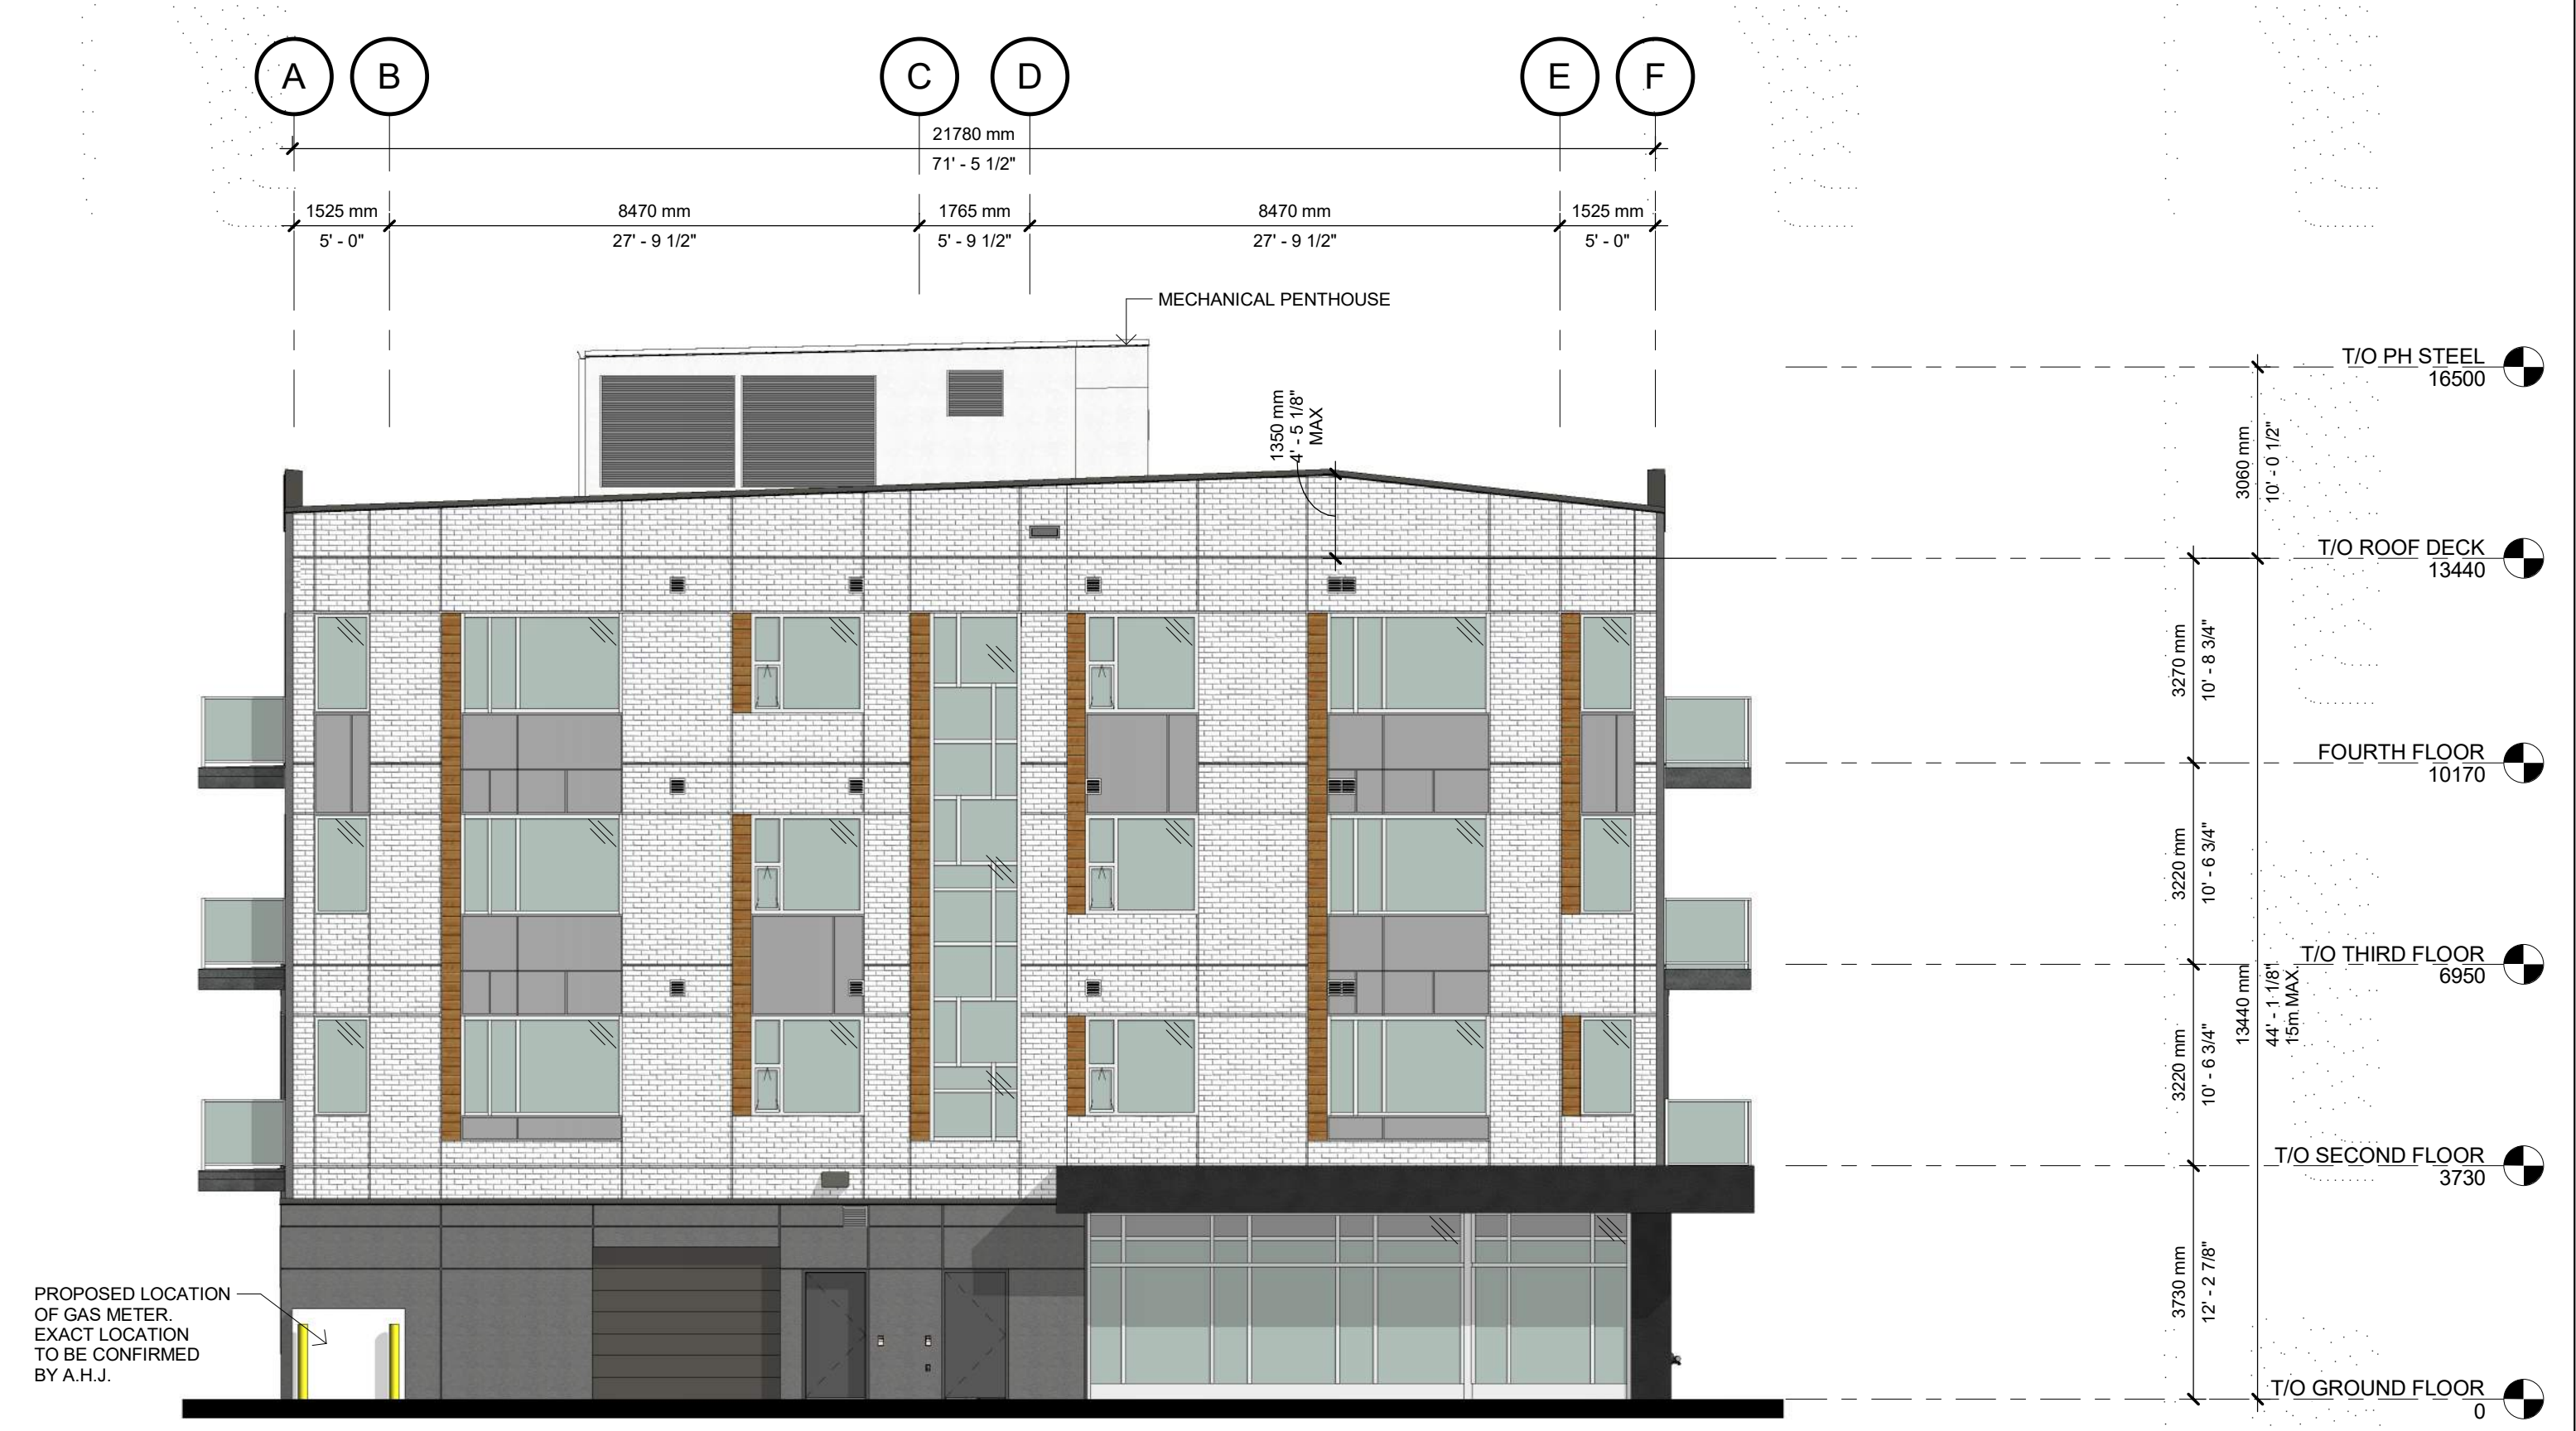 A B C D E F
21780 mm
71' - 5 1/2"
1525 mm 8470 mm 1765 mm 8470 mm 1525 mm
5' - 0" 27' - 9 1/2" 5' - 9 1/2" 27' - 9 1/2" 5' - 0"
MECHANICAL PENTHOUSE
1350 mm
4' - 5 1/8"
MAX
T/O PH STEEL
16500
3060 mm
10' - 0 1/2"
T/O ROOF DECK
13440
3270 mm
10' - 8 3/4"
FOURTH FLOOR
10170
3220 mm
10' - 6 3/4"
T/O THIRD FLOOR
6950
13440 mm
44' - 1 1/8"
15m MAX.
3220 mm
10' - 6 3/4"
T/O SECOND FLOOR
3730
3730 mm
12' - 2 7/8"
T/O GROUND FLOOR
0
PROPOSED LOCATION
OF GAS METER.
EXACT LOCATION
TO BE CONFIRMED
BY A.H.J.